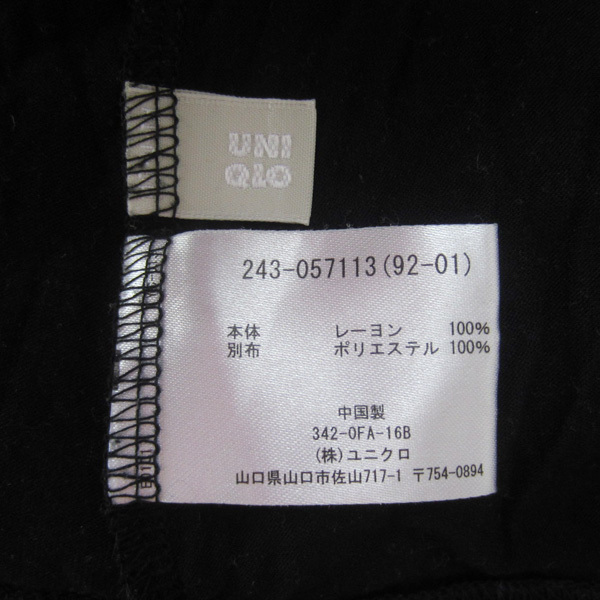 UNI
QLO
243-057113(92-01)
本体 レーヨン 100%
別布 ポリエステル 100%
中国製
342-0FA-16B
(株)ユニクロ
山口県山口市佐山717-1 〒754-0894